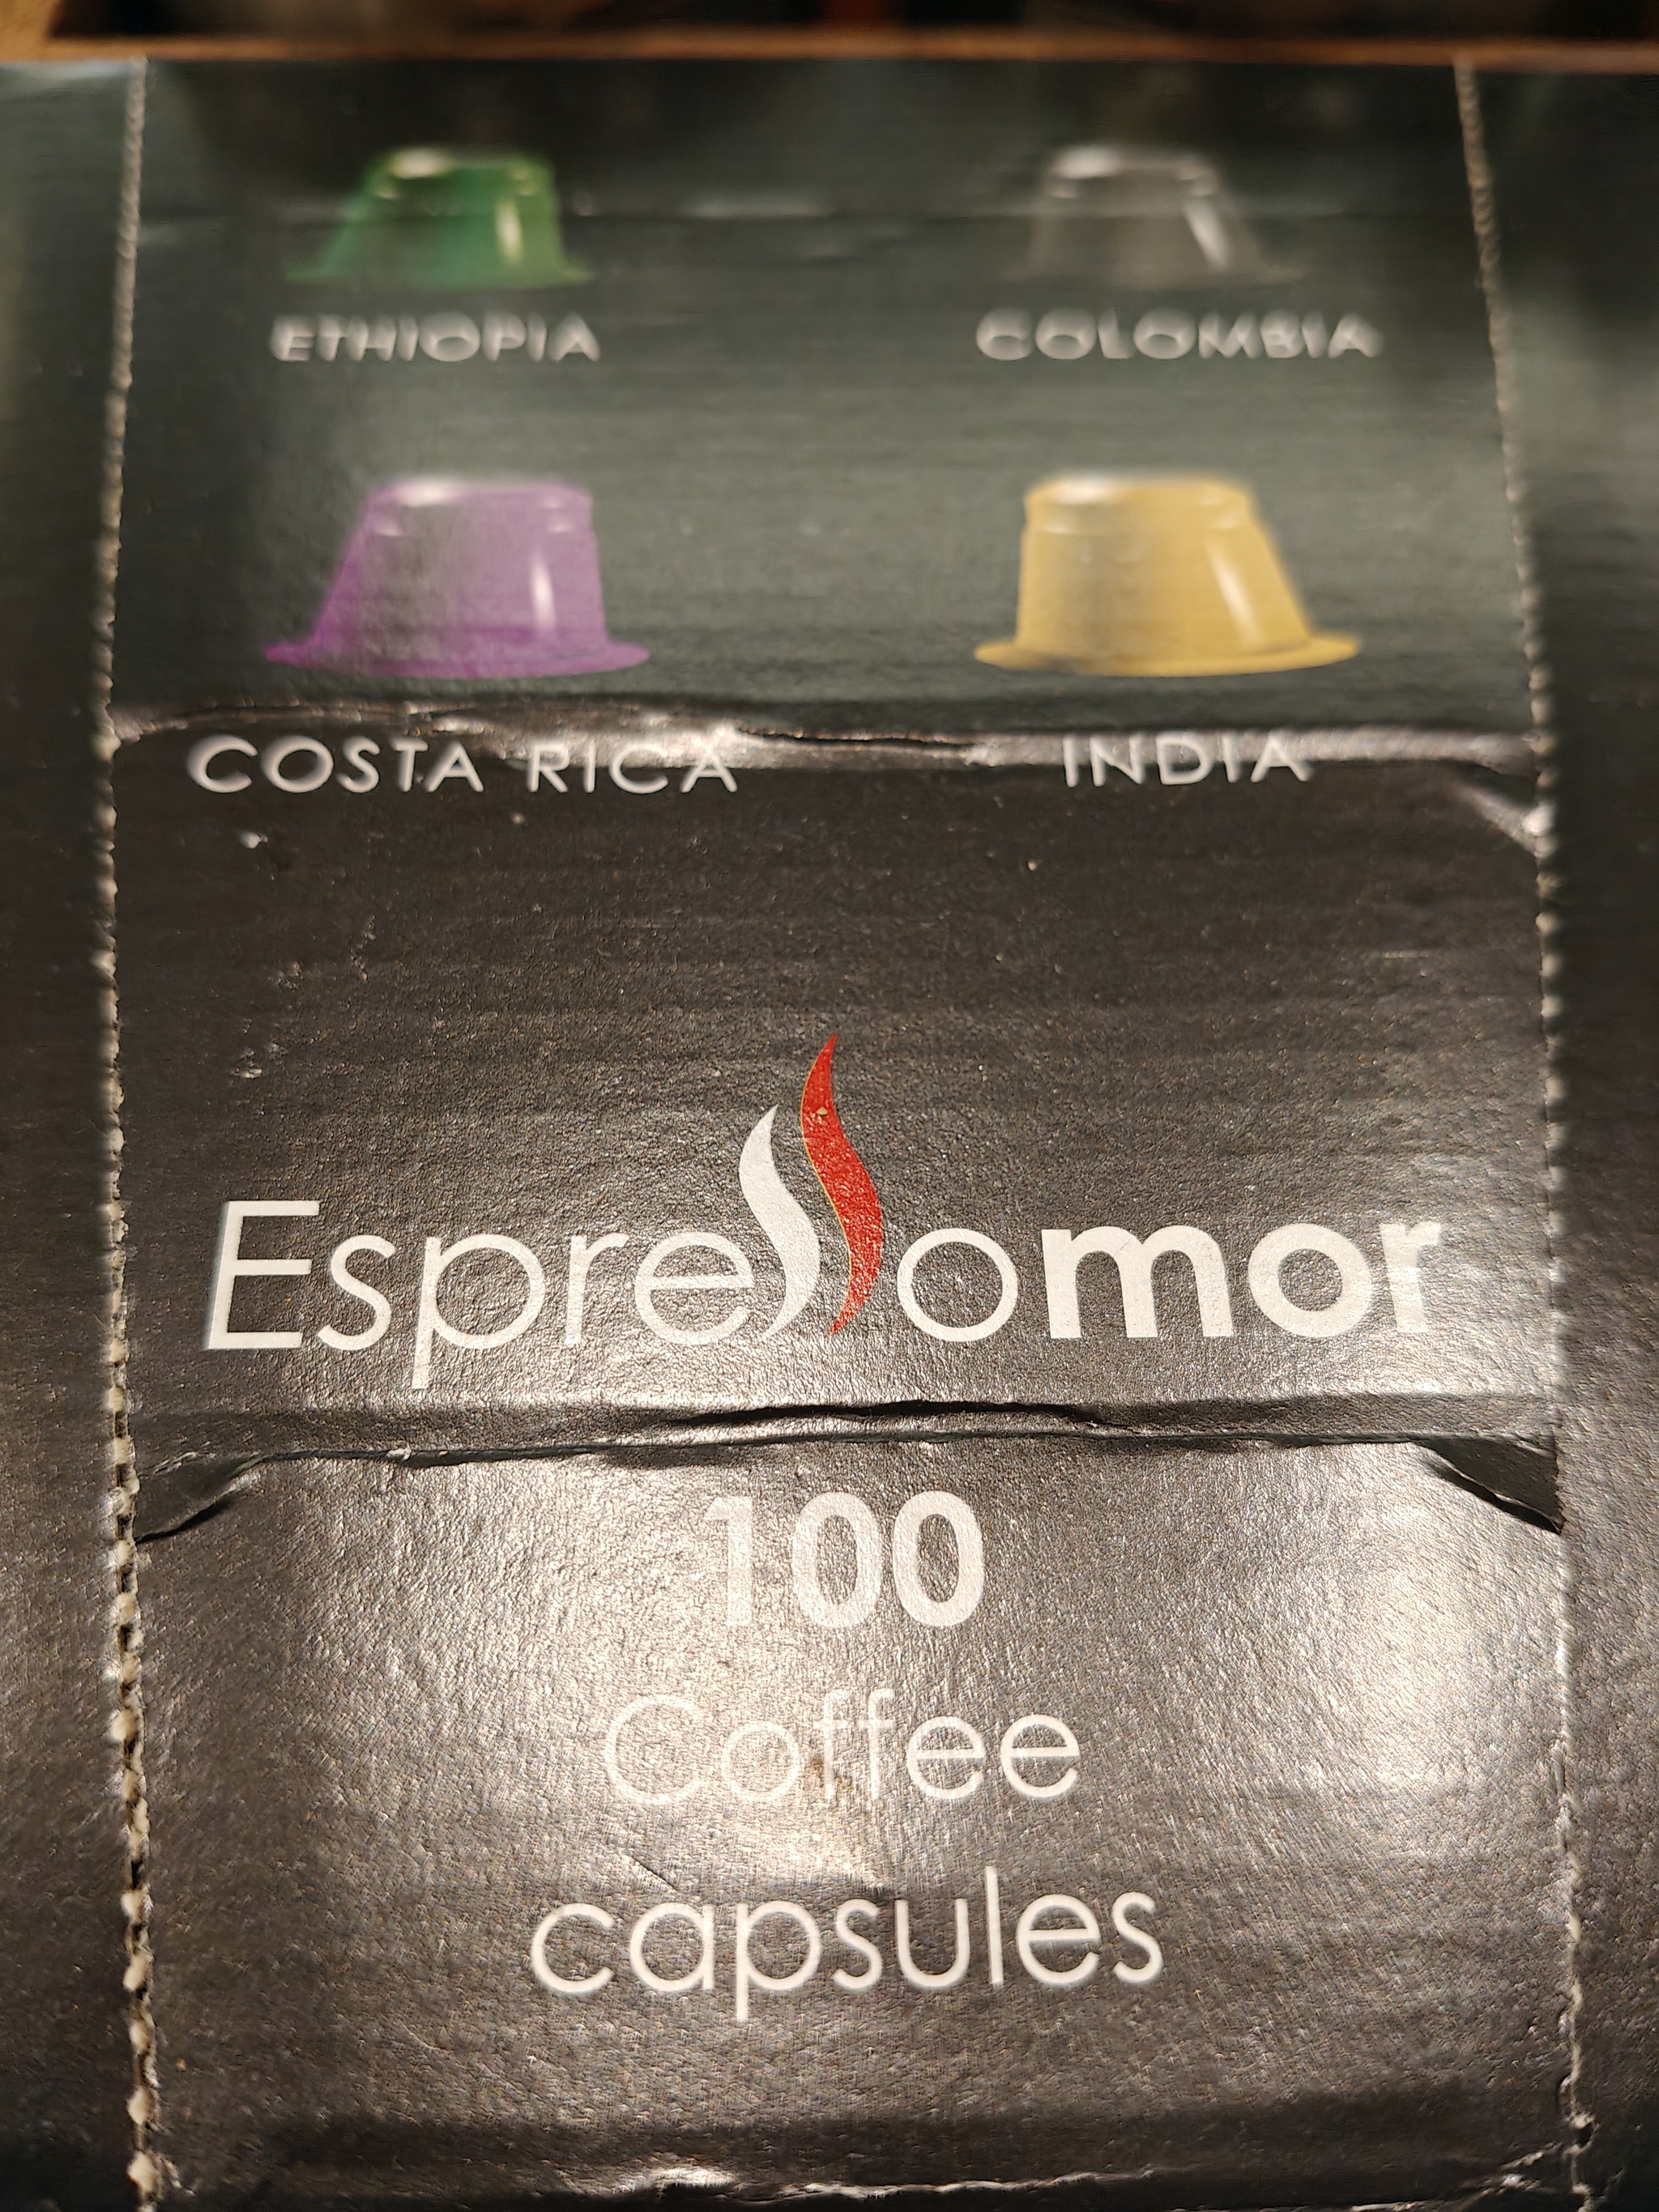 ETHIOPIA COLOMBIA
COSTA RICA INDIA
Espressomor
100
Coffee
capsules